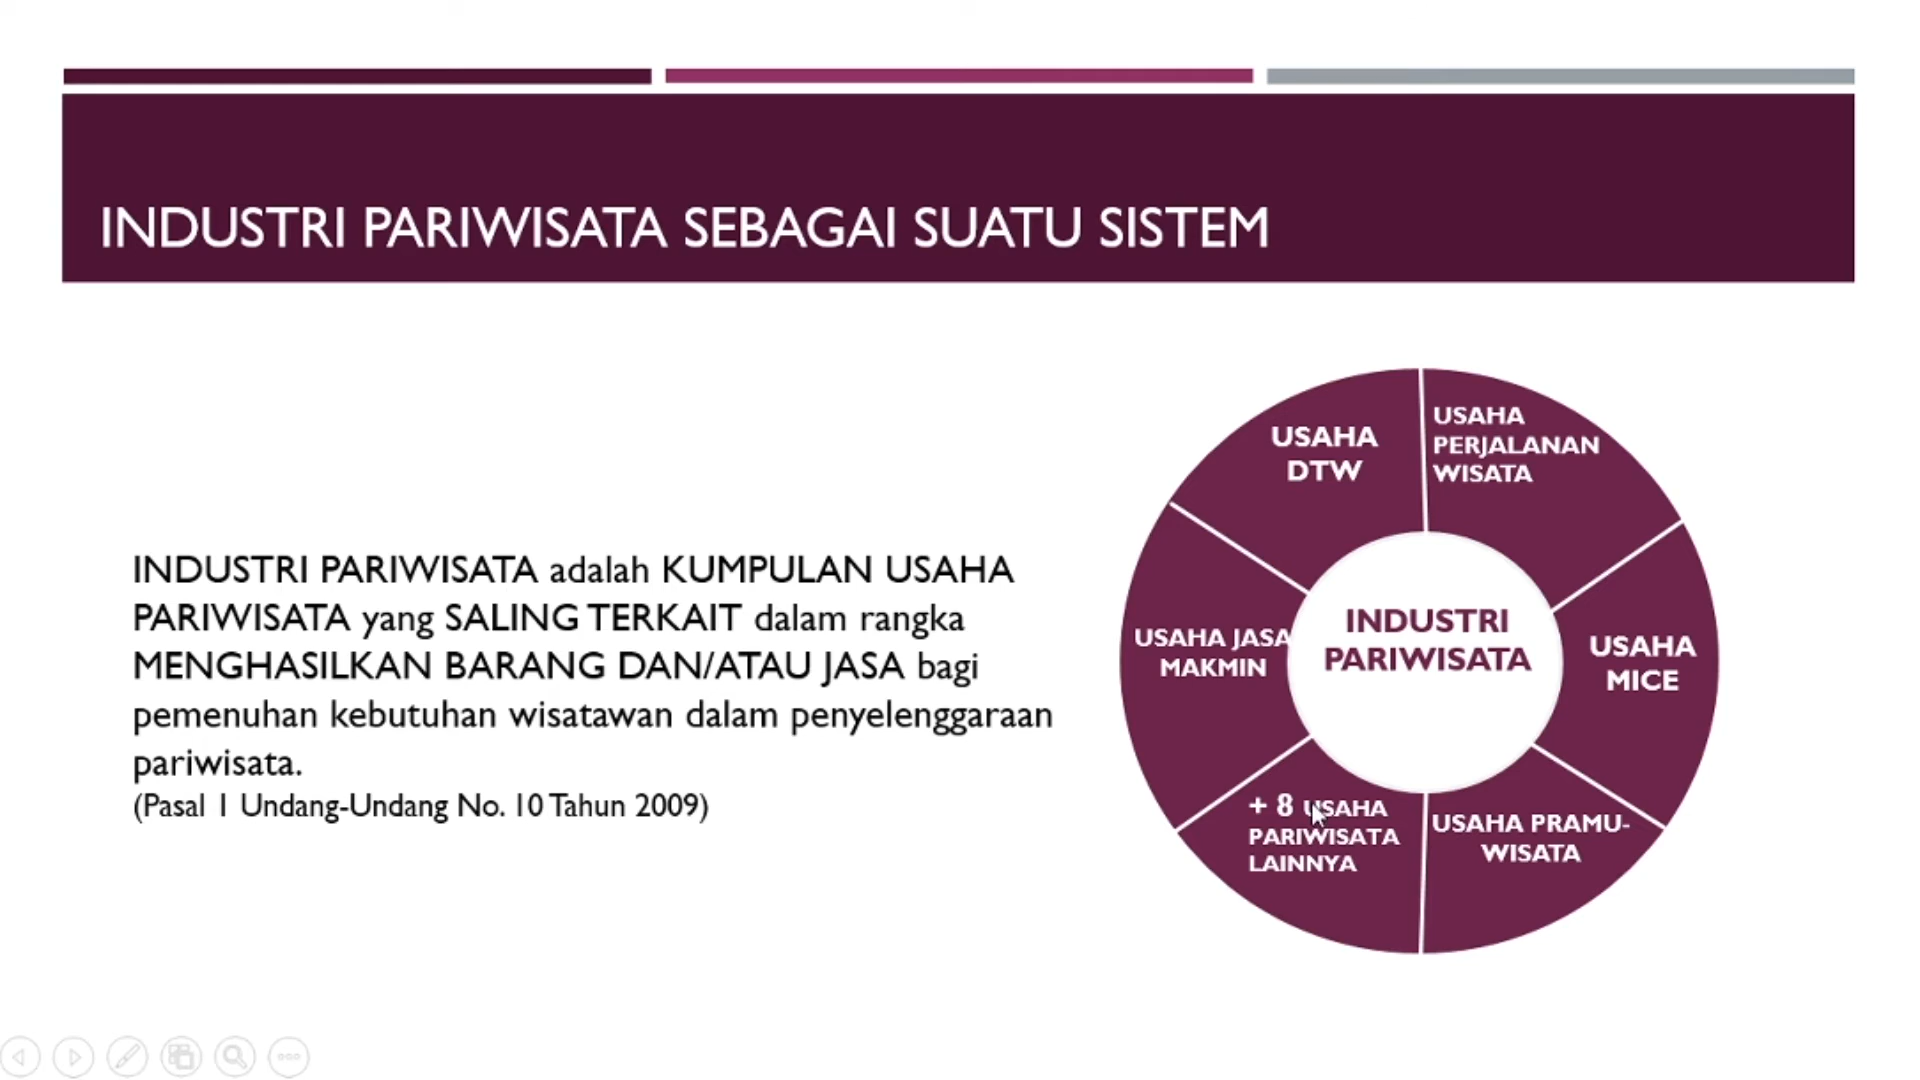 INDUSTRI PARIWISATA SEBAGAI SUATU SISTEM
INDUSTRI PARIWISATA adalah KUMPULAN USAHA
PARIWISATA yang SALING TERKAIT dalam rangka
MENGHASILKAN BARANG DAN/ATAU JASA bagi
pemenuhan kebutuhan wisatawan dalam penyelenggaraan
pariwisata.
(Pasal 1 Undang-Undang No. 10 Tahun 2009)
USAHA
DTW
USAHA
PERJALANAN
WISATA
USAHA JASA
MAKMIN
INDUSTRI
PARIWISATA
USAHA
MICE
+ 8 USAHA
PARIWISATA
LAINNYA
USAHA PRAMU-
WISATA